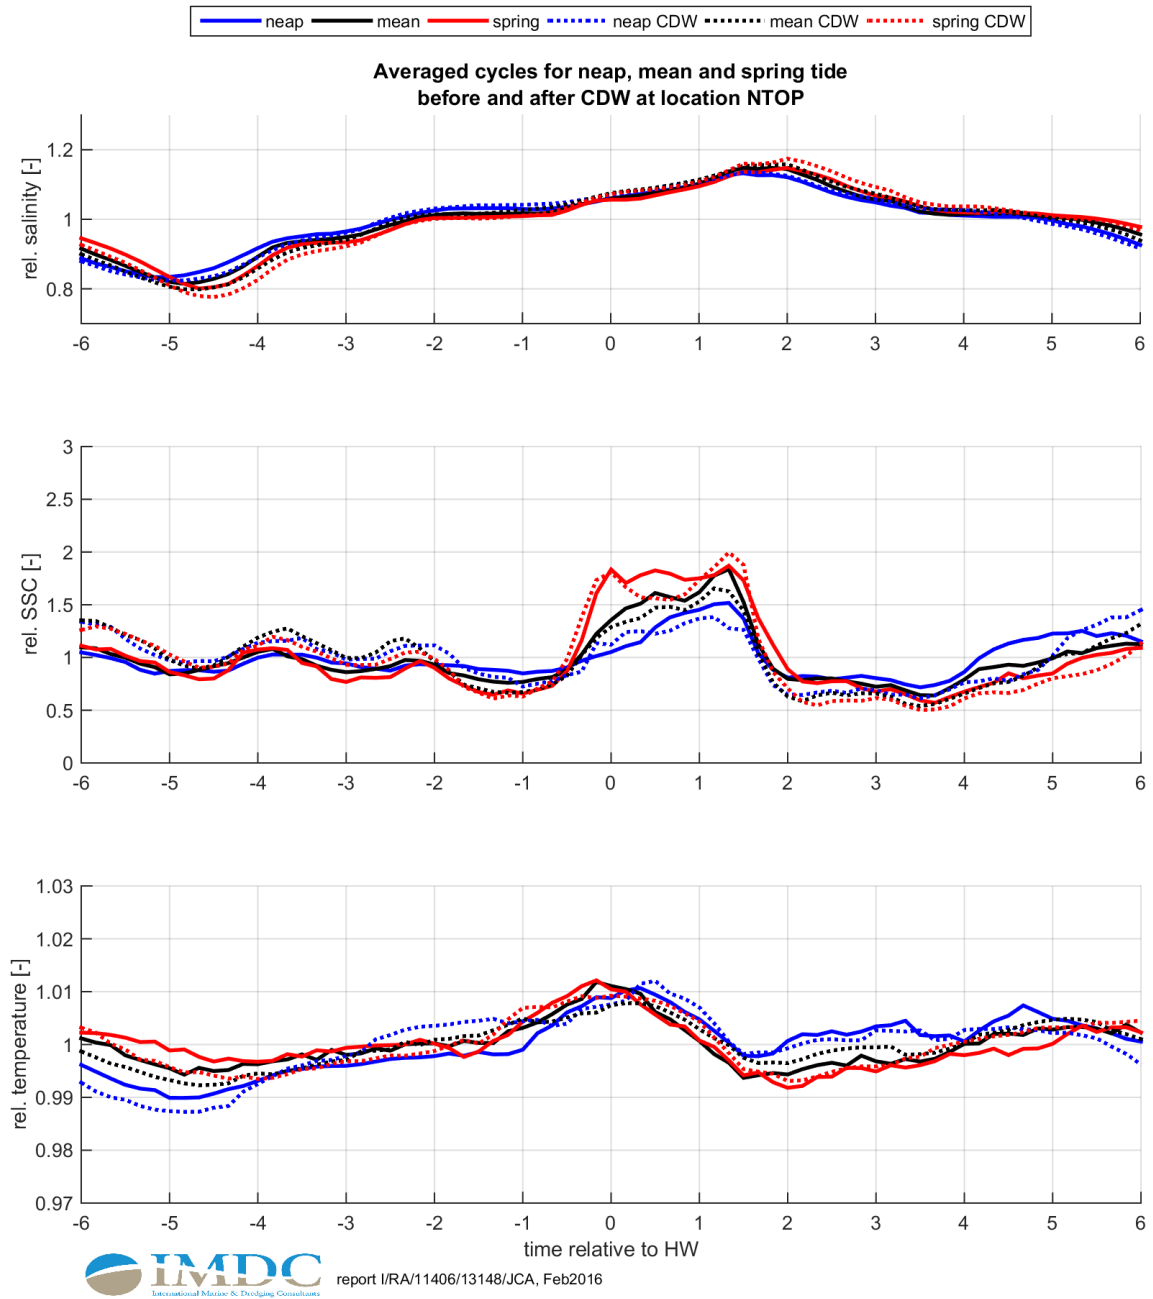 neap mean spring neap CDW mean CDW spring CDW
Averaged cycles for neap, mean and spring tide
before and after CDW at location NTOP
rel. salinity [-]
1.2
1
0.8
-6 -5 -4 -3 -2 -1 0 1 2 3 4 5 6
rel. SSC [-]
3
2.5
2
1.5
1
0.5
0
-6 -5 -4 -3 -2 -1 0 1 2 3 4 5 6
rel. temperature [-]
1.03
1.02
1.01
1
0.99
0.98
0.97
-6 -5 -4 -3 -2 -1 0 1 2 3 4 5 6
time relative to HW
IMDC
International Marine & Dredging Consultants
report I/RA/11406/13148/JCA, Feb2016